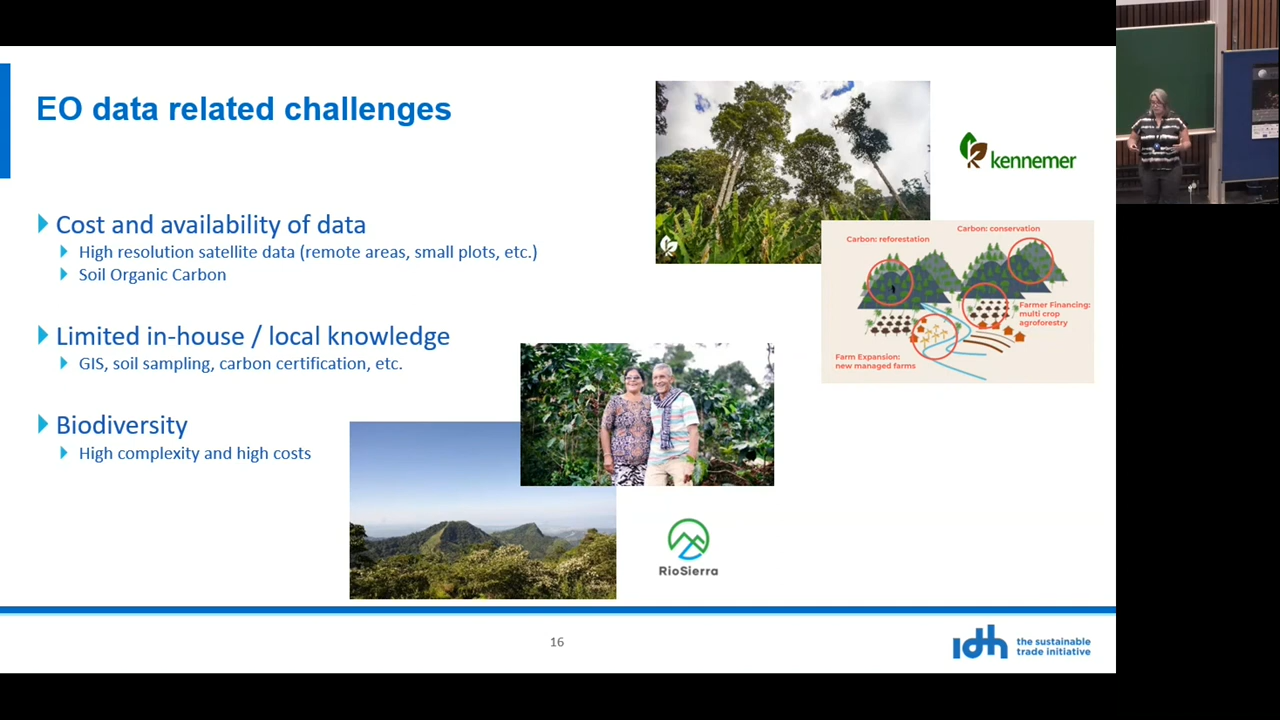 EO data related challenges
Cost and availability of data
High resolution satellite data (remote areas, small plots, etc.)
Soil Organic Carbon
Limited in-house / local knowledge
GIS, soil sampling, carbon certification, etc.
Biodiversity
High complexity and high costs
kennemer
Carbon: reforestation
Carbon: conservation
Farmer Financing:
multi crop
agroforestry
Farm Expansion:
new managed farms
RioSierra
16
idh
the sustainable
trade initiative